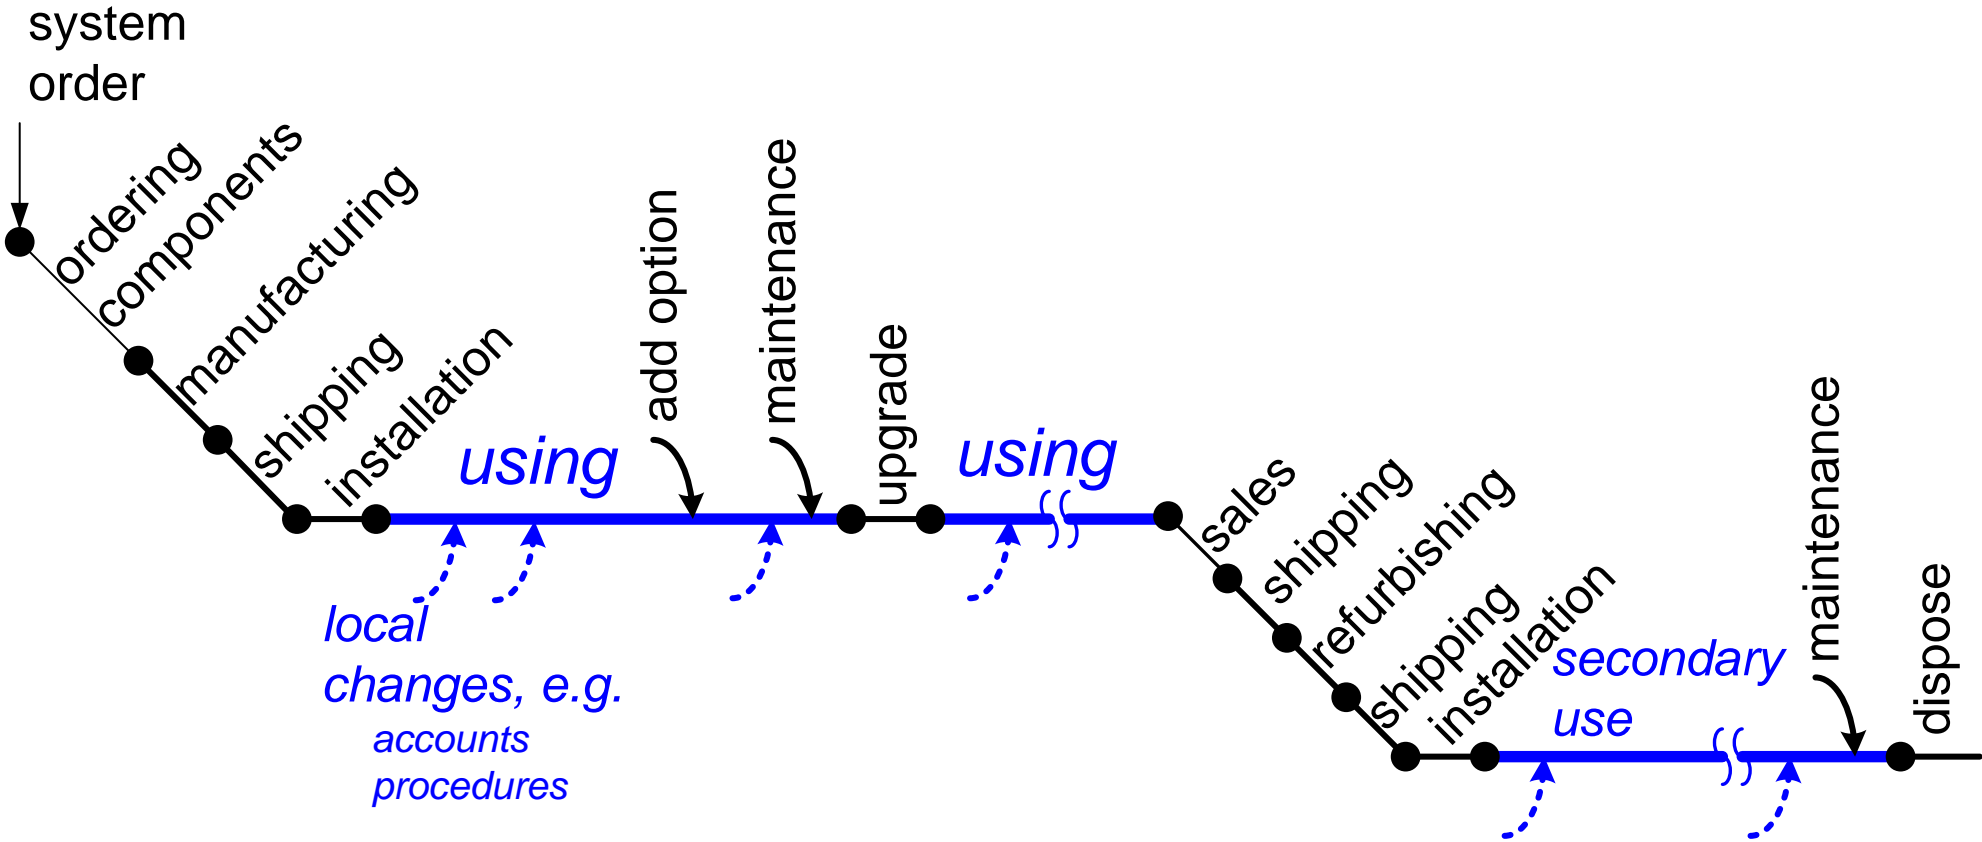 system
order
ordering
components
manufacturing
shipping
installation
using
add option
maintenance
upgrade
using
local
changes, e.g.
accounts
procedures
sales
shipping
refurbishing
shipping
installation
secondary
use
maintenance
dispose